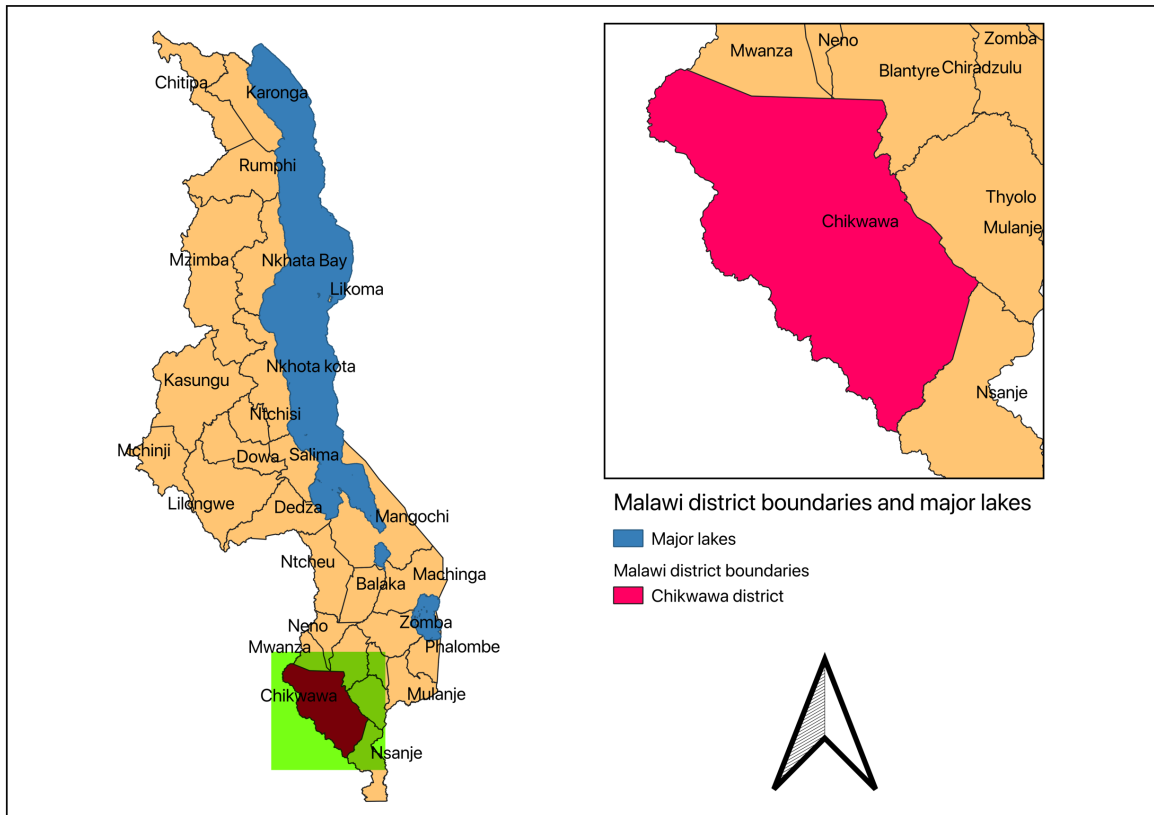 Chitipa
Karonga
Rumphi
Mzimba
Nkhata Bay
Likoma
Nkhota kota
Kasungu
Ntchisi
Mchinji
Dowa
Salima
Lilongwe
Dedza
Mangochi
Ntcheu
Balaka
Machinga
Neno
Zomba
Mwanza
Phalombe
Chikwawa
Mulanje
Nsanje
Mwanza
Neno
Zomba
Blantyre
Chiradzulu
Thyolo
Chikwawa
Mulanje
Nsanje
Malawi district boundaries and major lakes
Major lakes
Malawi district boundaries
Chikwawa district